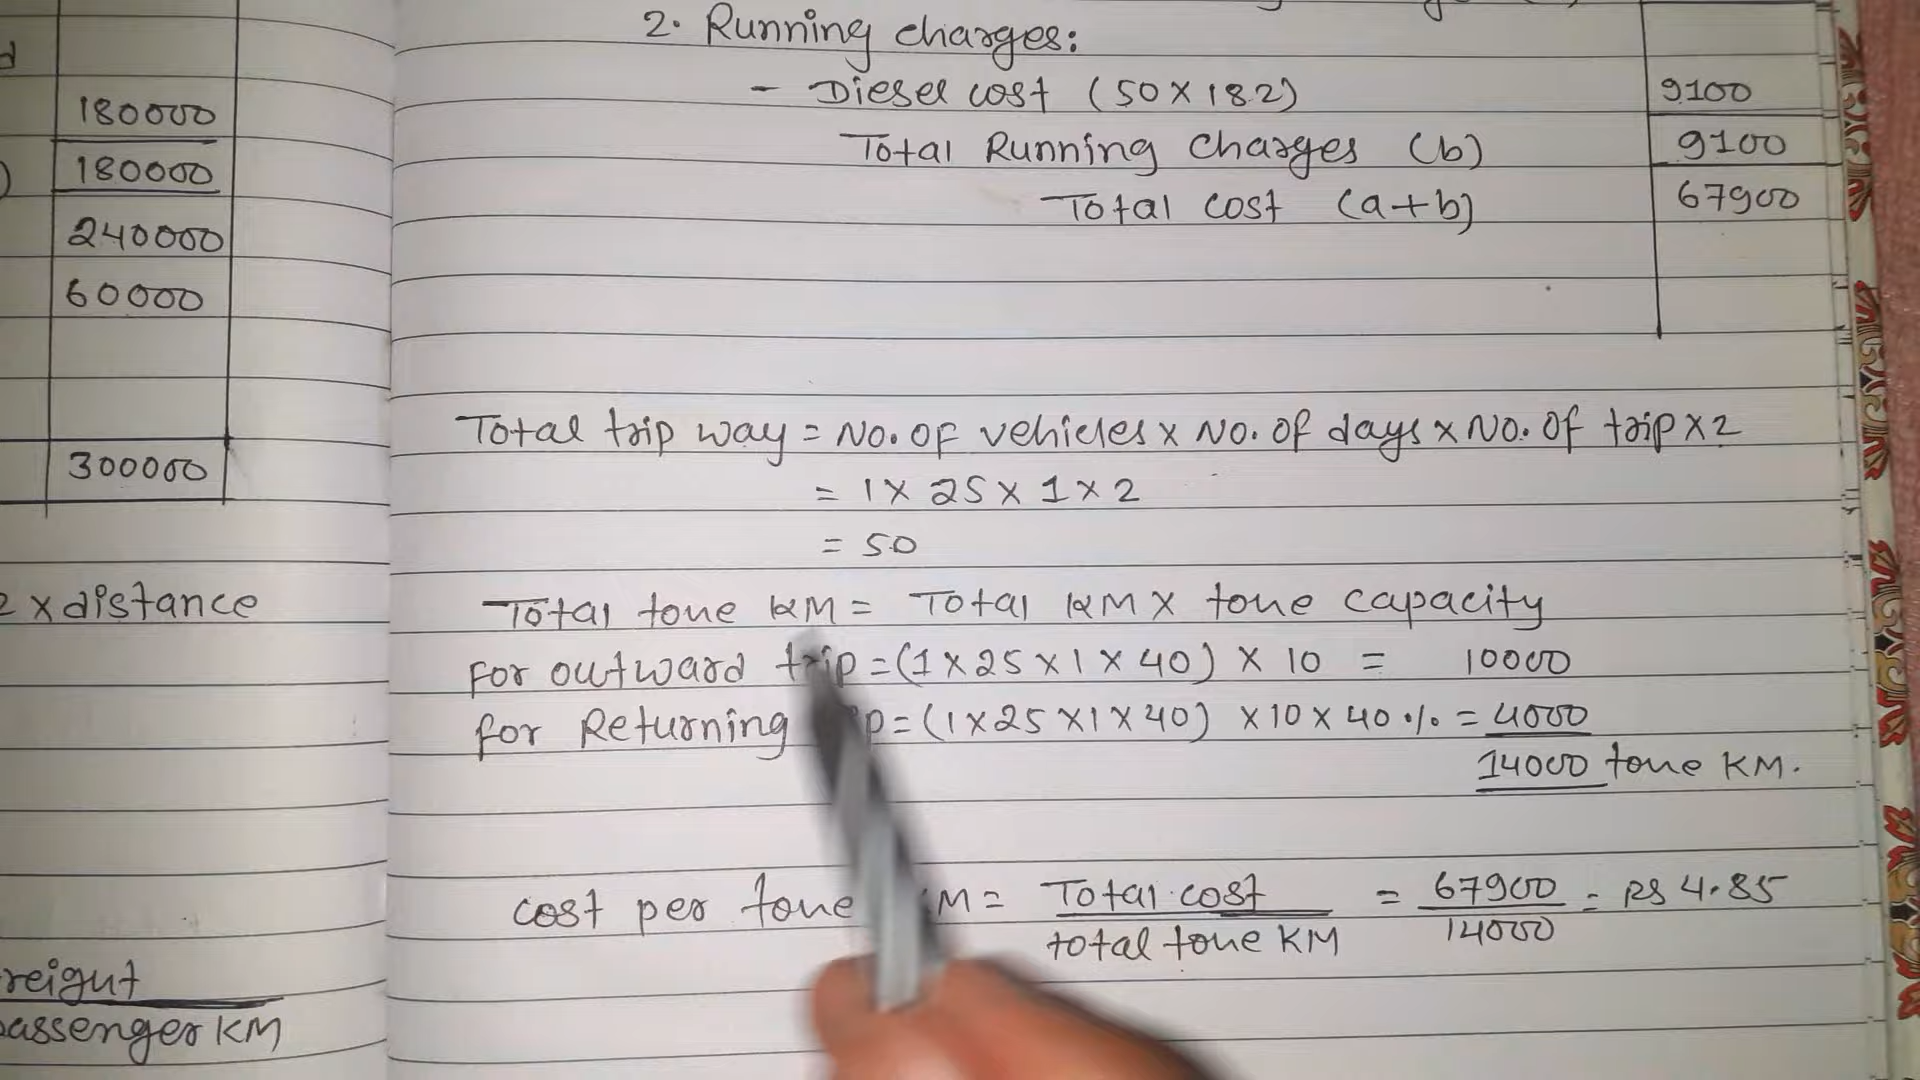 180000
180000
240000
60000
300000
2 x distance
reigut
passenger KM
2. Running charges:
- Diesel cost (50 x 182) 9100
Total Running Charges (b) 9100
Total cost (a+b) 67900
Total trip way = No. of vehicles x No. of days x No. of trip x 2
= 1 x 25 x 1 x 2
= 50
Total tone KM = Total KM x tone capacity
For outward trip = (1 x 25 x 1 x 40) x 10 = 10000
for Returning p = (1 x 25 x 1 x 40) x 10 x 40 % = 4000
14000 tone KM.
cost per tone M = Total cost / total tone KM = 67900 / 14000 = RS 4.85